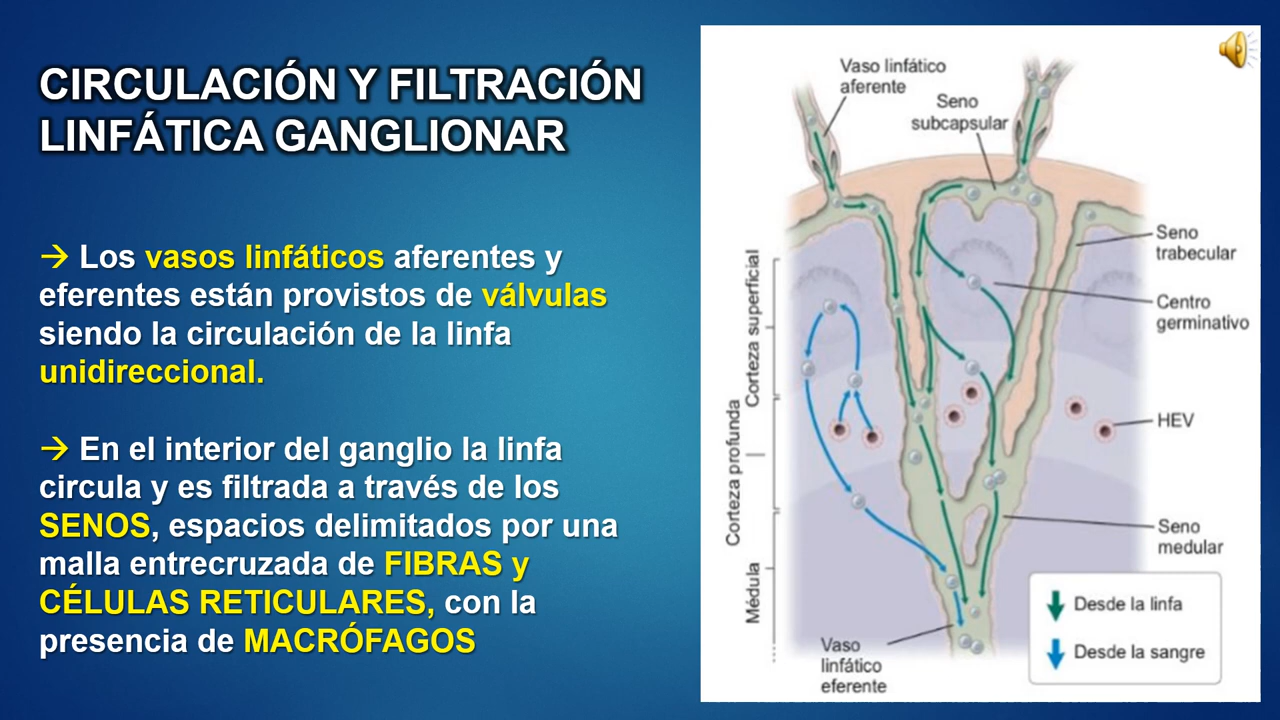 CIRCULACIÓN Y FILTRACIÓN
LINFÁTICA GANGLIONAR
→ Los vasos linfáticos aferentes y
eferentes están provistos de válvulas
siendo la circulación de la linfa
unidireccional.
→ En el interior del ganglio la linfa
circula y es filtrada a través de los
SENOS, espacios delimitados por una
malla entrecruzada de FIBRAS y
CÉLULAS RETICULARES, con la
presencia de MACRÓFAGOS
Vaso linfático
aferente
Seno
subcapsular
Seno
trabecular
Centro
germinativo
HEV
Seno
medular
Corteza superficial
Corteza profunda
Médula
Vaso
linfático
eferente
Desde la linfa
Desde la sangre